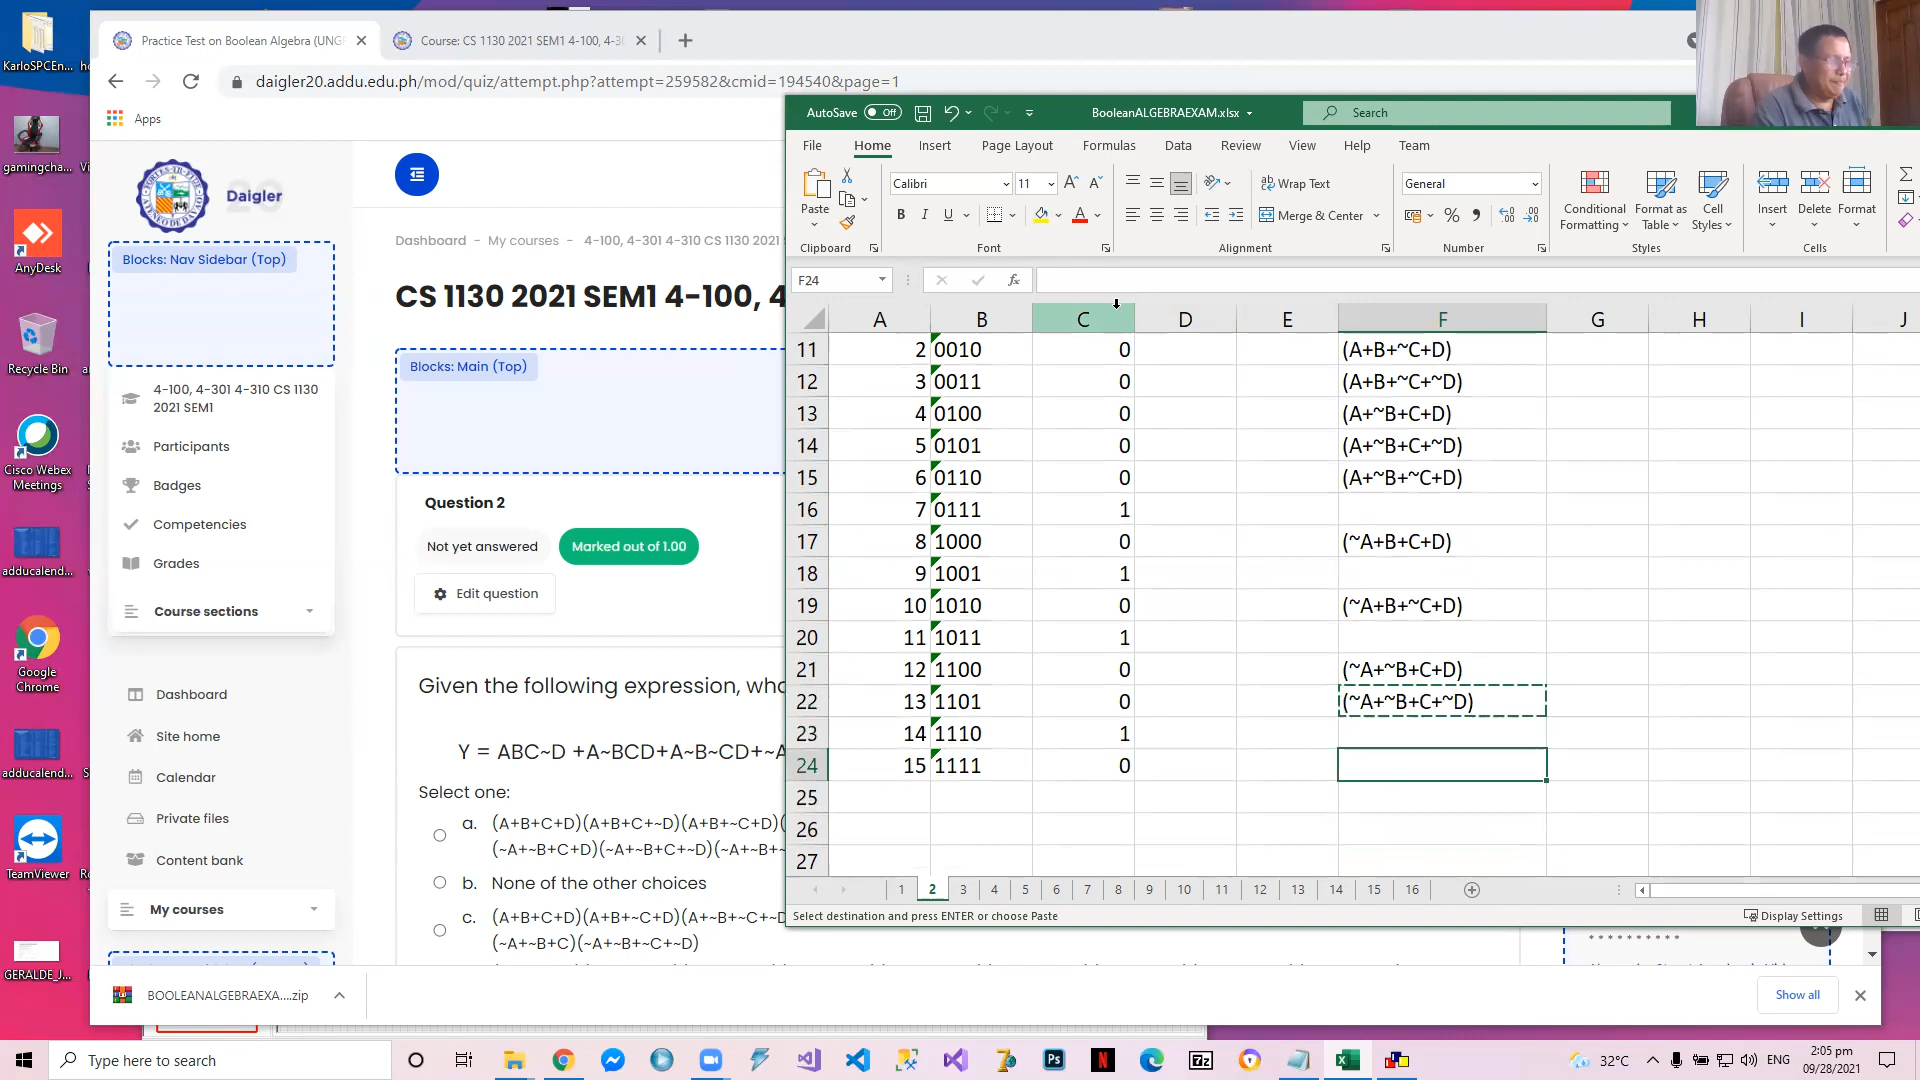 KarloSPCEn...
gamingcha...
AnyDesk
Recycle Bin
Cisco Webex
Meetings
adducalend...
Google
Chrome
adducalend...
TeamViewer
GERALDE_J...
Practice Test on Boolean Algebra (UNGR
Course: CS 1130 2021 SEM1 4-100, 4-30
daigler20.addu.edu.ph/mod/quiz/attempt.php?attempt=259582&cmid=194540&page=1
Apps
Daigler
Blocks: Nav Sidebar (Top)
4-100, 4-301 4-310 CS 1130
2021 SEM1
Participants
Badges
Competencies
Grades
Course sections
Dashboard
Site home
Calendar
Private files
Content bank
My courses
Dashboard - My courses - 4-100, 4-301 4-310 CS 1130 2021
CS 1130 2021 SEM1 4-100, 4
Blocks: Main (Top)
Question 2
Not yet answered
Marked out of 1.00
Edit question
Given the following expression, wha
Y = ABC~D +A~BCD+A~B~CD+~A
Select one:
a. (A+B+C+D)(A+B+C+~D)(A+B+~C+D)(
(~A+~B+C+D)(~A+~B+C+~D)(~A+B+~
b. None of the other choices
c. (A+B+C+D)(A+B+~C+D)(A+~B+~C+~D
(~A+~B+C)(~A+~B+~C+~D)
AutoSave Off
BooleanALGEBRAEXAM.xlsx
Search
File Home Insert Page Layout Formulas Data Review View Help Team
Paste
Clipboard
Calibri 11
B I U
Font
Wrap Text
Merge & Center
Alignment
General
Number
Conditional
Formatting
Format as
Table
Cell
Styles
Styles
Insert Delete Format
Cells
F24
fx
A B C D E F G H I J
11 2 0010 0 (A+B+~C+D)
12 3 0011 0 (A+B+~C+~D)
13 4 0100 0 (A+~B+C+D)
14 5 0101 0 (A+~B+C+~D)
15 6 0110 0 (A+~B+~C+D)
16 7 0111 1
17 8 1000 0 (~A+B+C+D)
18 9 1001 1
19 10 1010 0 (~A+B+~C+D)
20 11 1011 1
21 12 1100 0 (~A+~B+C+D)
22 13 1101 0 (~A+~B+C+~D)
23 14 1110 1
24 15 1111 0
25
26
27
1 2 3 4 5 6 7 8 9 10 11 12 13 14 15 16
Select destination and press ENTER or choose Paste
Display Settings
BOOLEANALGEBRAEXA....zip
Show all
Type here to search
32°C
ENG
2:05 pm
09/28/2021